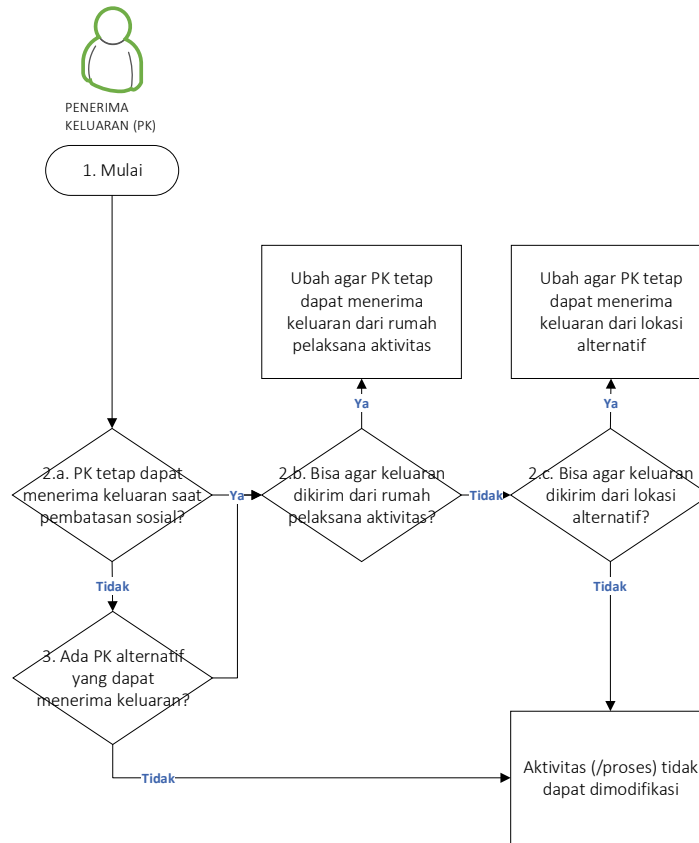 PENERIMA
KELUARAN (PK)
1. Mulai
Ubah agar PK tetap
dapat menerima
keluaran dari rumah
pelaksana aktivitas
Ubah agar PK tetap
dapat menerima
keluaran dari lokasi
alternatif
Ya
Ya
2.a. PK tetap dapat
menerima keluaran saat
pembatasan sosial?
Ya
2.b. Bisa agar keluaran
dikirim dari rumah
pelaksana aktivitas?
Tidak
2.c. Bisa agar keluaran
dikirim dari lokasi
alternatif?
Tidak
Tidak
3. Ada PK alternatif
yang dapat
menerima keluaran?
Tidak
Aktivitas (/proses) tidak
dapat dimodifikasi